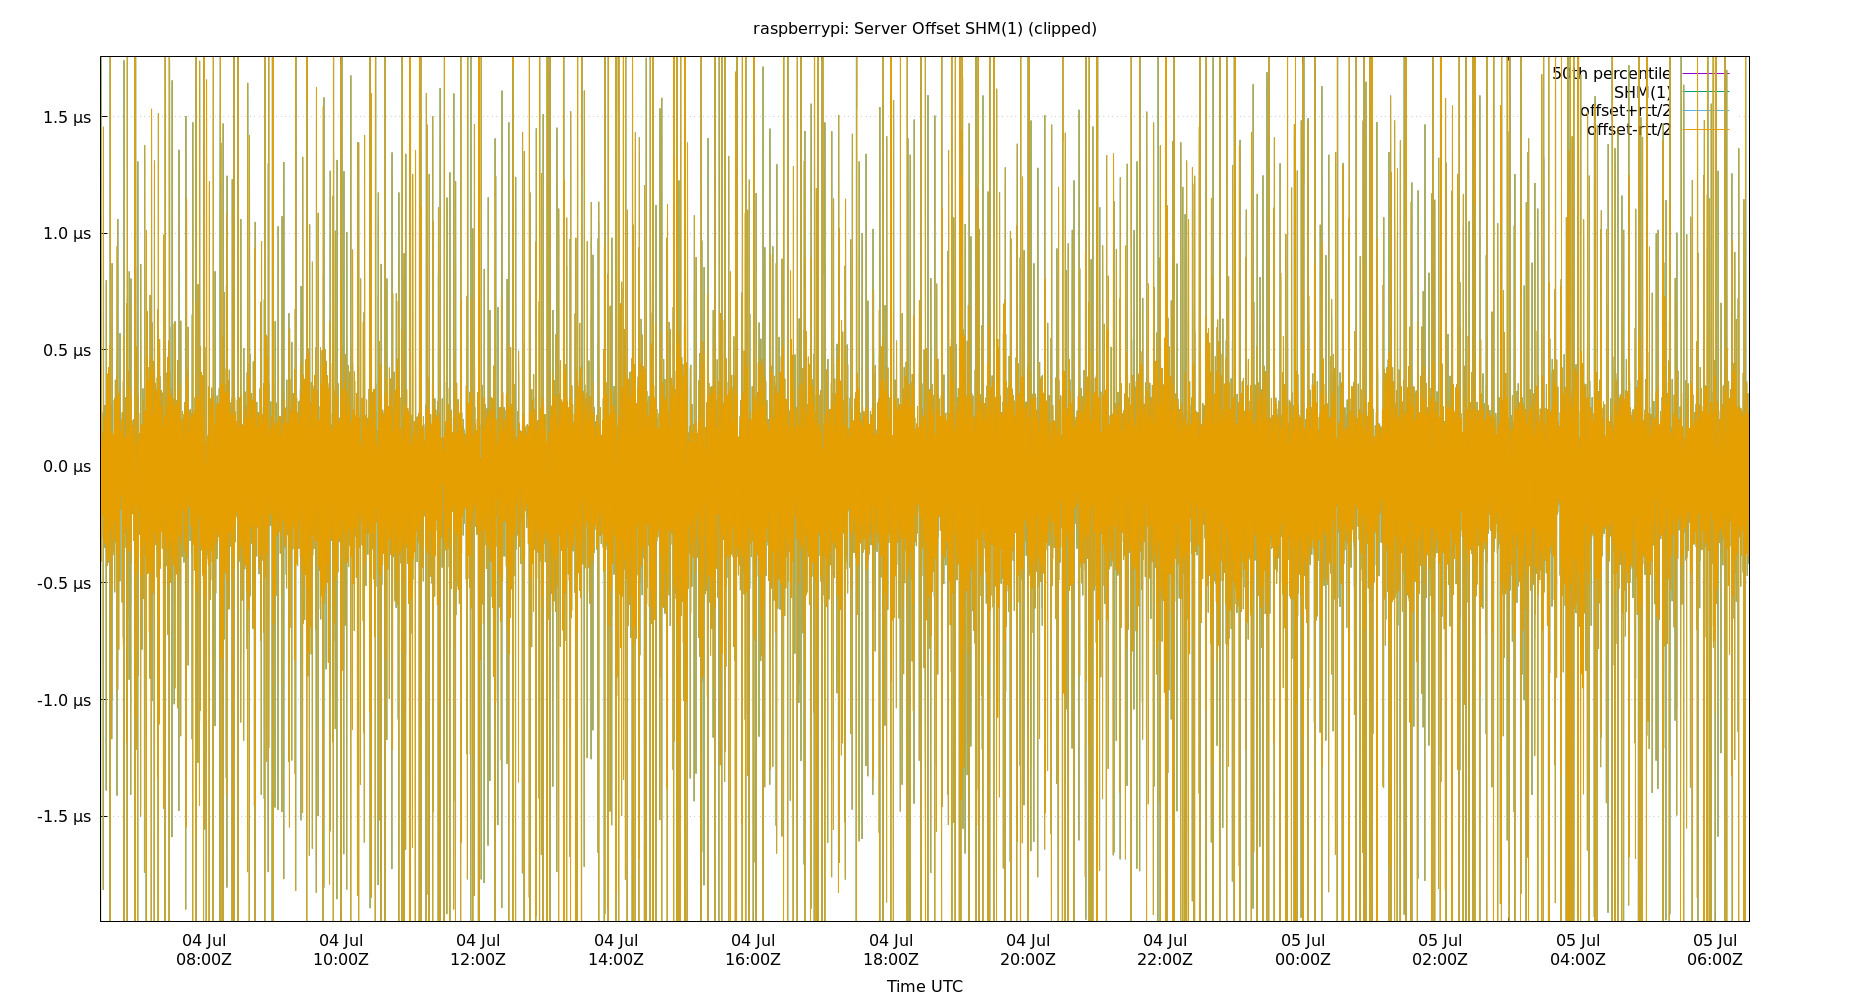 raspberrypi: Server Offset SHM(1) (clipped)
50th percentile
SHM(1)
offset+rtt/2
offset-rtt/2
1.5 µs
1.0 µs
0.5 µs
0.0 µs
-0.5 µs
-1.0 µs
-1.5 µs
04 Jul 04 Jul 04 Jul 04 Jul 04 Jul 04 Jul 04 Jul 04 Jul 05 Jul 05 Jul 05 Jul 05 Jul
08:00Z 10:00Z 12:00Z 14:00Z 16:00Z 18:00Z 20:00Z 22:00Z 00:00Z 02:00Z 04:00Z 06:00Z
Time UTC